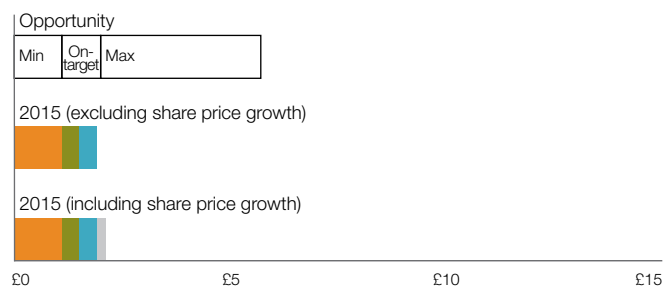 Opportunity
Min On- Max
target
2015 (excluding share price growth)
2015 (including share price growth)
£0 £5 £10 £15